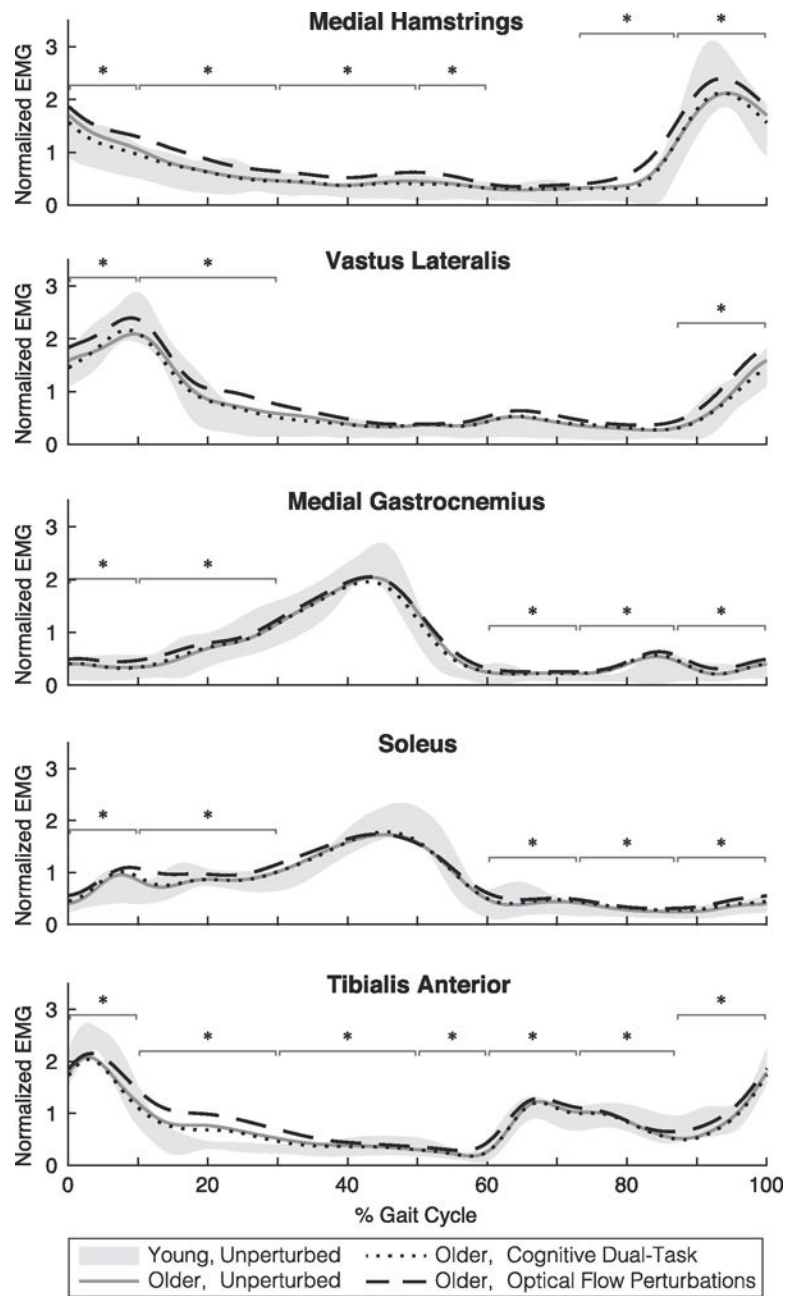 Medial Hamstrings
Normalized EMG
3
2
1
0
* * * * * *
Vastus Lateralis
Normalized EMG
3
2
1
0
* * *
Medial Gastrocnemius
Normalized EMG
3
2
1
0
* * * * *
Soleus
Normalized EMG
3
2
1
0
* * * * *
Tibialis Anterior
Normalized EMG
3
2
1
0
* * * * * * *
0 20 40 60 80 100
% Gait Cycle
Young, Unperturbed Older, Cognitive Dual-Task
Older, Unperturbed Older, Optical Flow Perturbations